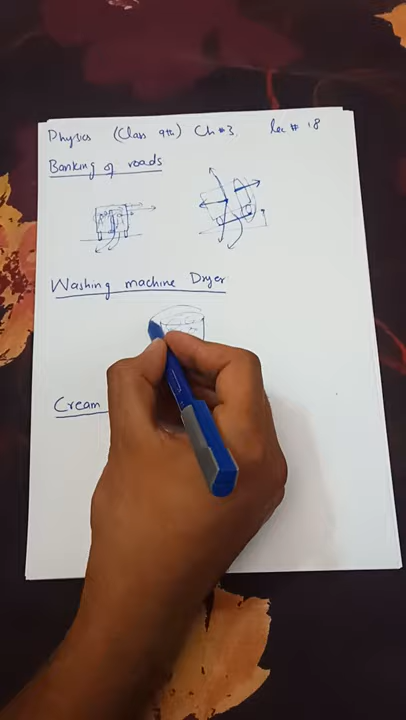 Physics (Class 9th) Ch # 3. lec # 18
Banking of roads
Washing machine Dryer
Cream